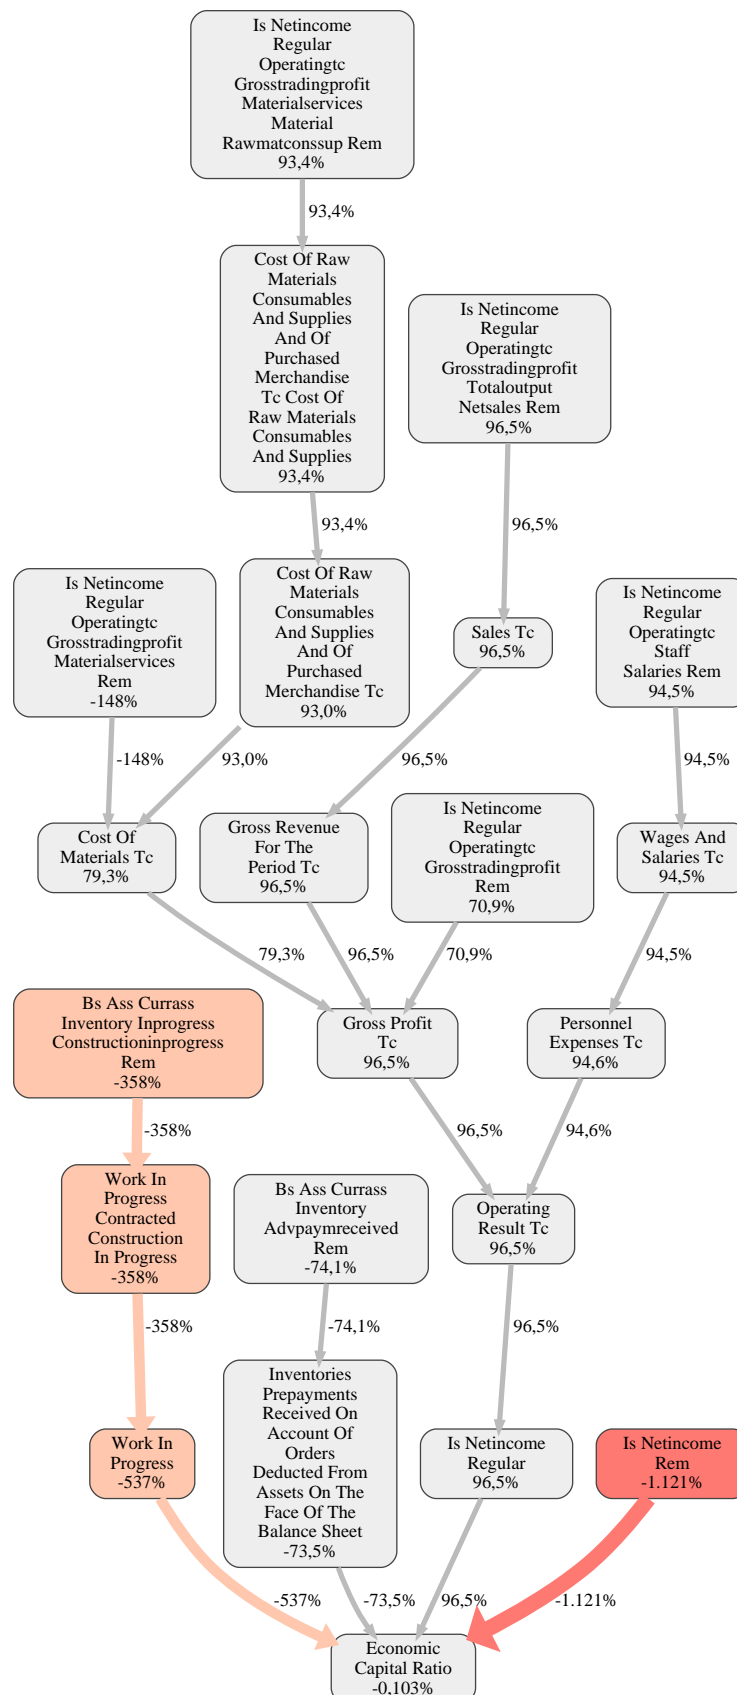 Is Netincome
Regular
Operatingtc
Grosstradingprofit
Materialservices
Material
Rawmatconssup Rem
93,4%
93,4%
Cost Of Raw
Materials
Consumables
And Supplies
And Of
Purchased
Merchandise
Tc Cost Of
Raw Materials
Consumables
And Supplies
93,4%
Is Netincome
Regular
Operatingtc
Grosstradingprofit
Totaloutput
Netsales Rem
96,5%
93,4%
96,5%
Is Netincome
Regular
Operatingtc
Grosstradingprofit
Materialservices
Rem
-148%
Cost Of Raw
Materials
Consumables
And Supplies
And Of
Purchased
Merchandise Tc
93,0%
Sales Tc
96,5%
Is Netincome
Regular
Operatingtc
Staff
Salaries Rem
94,5%
-148%
93,0%
96,5%
94,5%
Cost Of
Materials Tc
79,3%
Gross Revenue
For The
Period Tc
96,5%
Is Netincome
Regular
Operatingtc
Grosstradingprofit
Rem
70,9%
Wages And
Salaries Tc
94,5%
79,3%
96,5%
70,9%
94,5%
Bs Ass Currass
Inventory Inprogress
Constructioninprogress
Rem
-358%
Gross Profit
Tc
96,5%
Personnel
Expenses Tc
94,6%
-358%
96,5%
94,6%
Work In
Progress
Contracted
Construction
In Progress
-358%
Bs Ass Currass
Inventory
Advpaymreceived
Rem
-74,1%
Operating
Result Tc
96,5%
-358%
-74,1%
96,5%
Work In
Progress
-537%
Inventories
Prepayments
Received On
Account Of
Orders
Deducted From
Assets On The
Face Of The
Balance Sheet
-73,5%
Is Netincome
Regular
96,5%
Is Netincome
Rem
-1.121%
-537%
-73,5%
96,5%
-1.121%
Economic
Capital Ratio
-0,103%